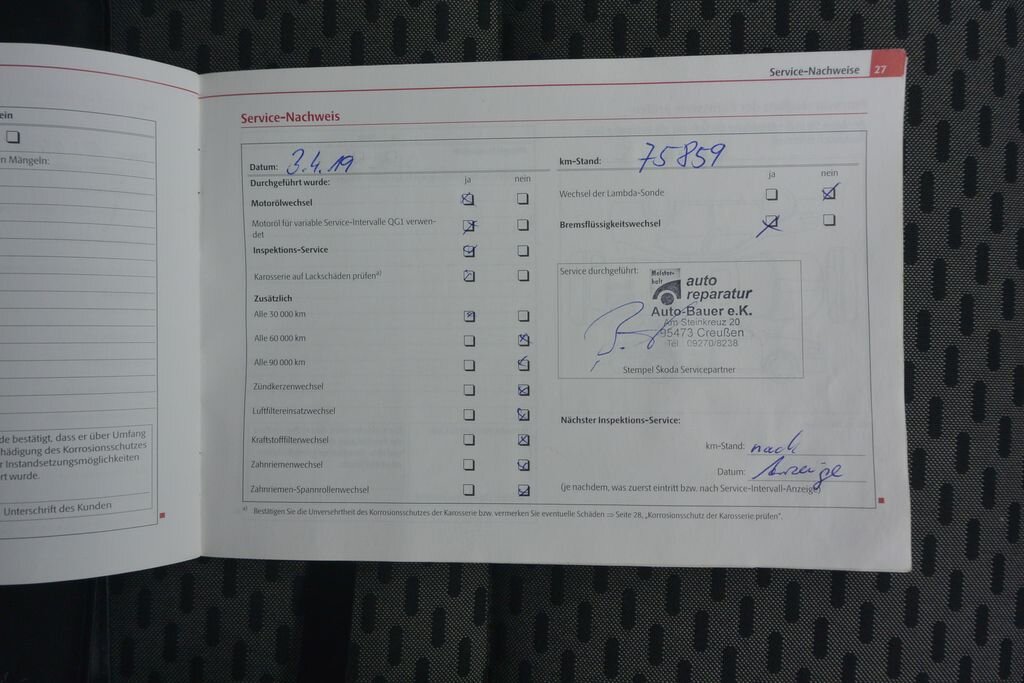 ein
n Mängeln:
de bestätigt, dass er über Umfang
hädigung des Korrosionsschutzes
r Instandsetzungsmöglichkeiten
rt wurde.
Unterschrift des Kunden
Service-Nachweise 27
Service-Nachweis
Datum: 3.4.19
Durchgeführt wurde: ja nein
Motorölwechsel
Motoröl für variable Service-Intervalle QG1 verwen-
det
Inspektions-Service
Karosserie auf Lackschäden prüfen a)
Zusätzlich
Alle 30 000 km
Alle 60 000 km
Alle 90 000 km
Zündkerzenwechsel
Luftfiltereinsatzwechsel
Kraftstofffilterwechsel
Zahnriemenwechsel
Zahnriemen-Spannrollenwechsel
km-Stand: 75859
ja nein
Wechsel der Lambda-Sonde
Bremsflüssigkeitswechsel
Service durchgeführt:
Meister-
haft
auto
reparatur
Auto-Bauer e.K.
Am Steinkreuz 20
95473 Creußen
Tel. 09270/8238
Stempel Škoda Servicepartner
Nächster Inspektions-Service:
km-Stand: nach
Datum: Anzeige
(je nachdem, was zuerst eintritt bzw. nach Service-Intervall-Anzeige)
a) Bestätigen Sie die Unversehrtheit des Korrosionsschutzes der Karosserie bzw. vermerken Sie eventuelle Schäden ⇒ Seite 28, „Korrosionsschutz der Karosserie prüfen".